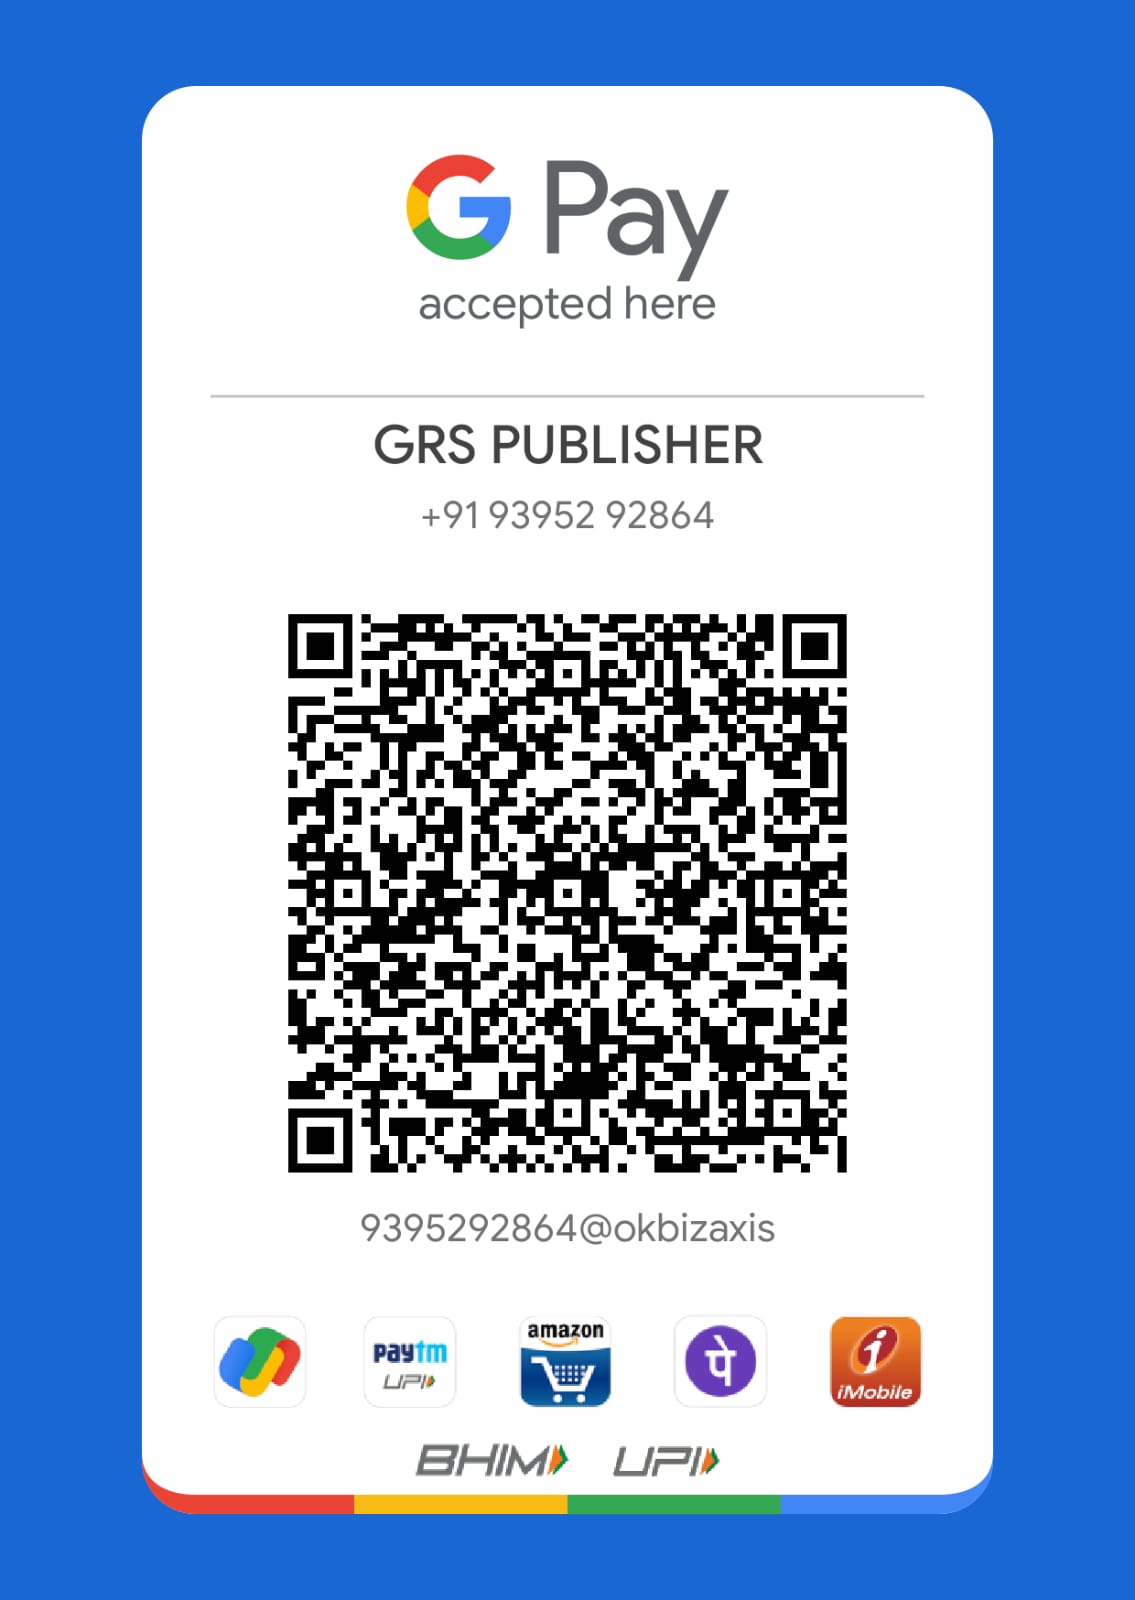 G Pay
accepted here
GRS PUBLISHER
+91 93952 92864
9395292864@okbizaxis
paytm
UPI
amazon
पे
i
iMobile
BHIM UPI